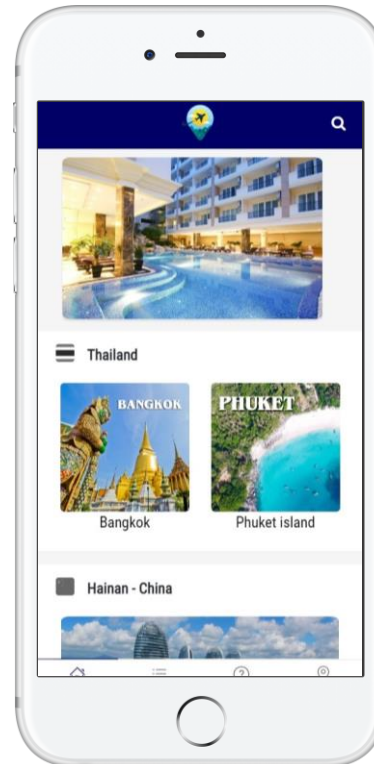 Thailand
BANGKOK
PHUKET
Bangkok
Phuket island
Hainan - China